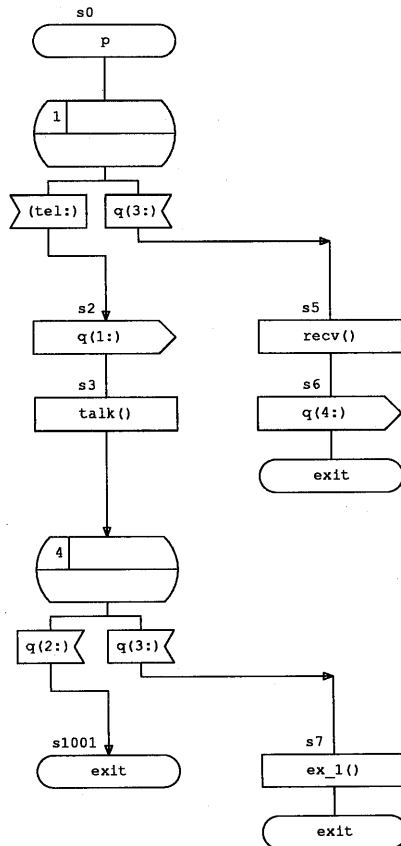 s0
p
1
(tel:) q(3:)
s2 s5
q(1:) recv()
s3 s6
talk() q(4:)
exit
4
q(2:) q(3:)
s1001 s7
exit ex_1()
exit